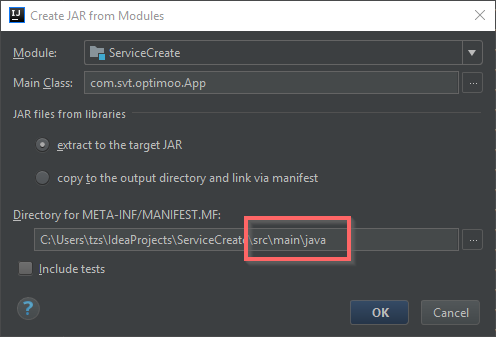 Create JAR from Modules
Module: ServiceCreate
Main Class: com.svt.optimoo.App ...
JAR files from libraries
extract to the target JAR
copy to the output directory and link via manifest
Directory for META-INF/MANIFEST.MF:
C:\Users\tzs\IdeaProjects\ServiceCreate\src\main\java ...
Include tests
? OK Cancel